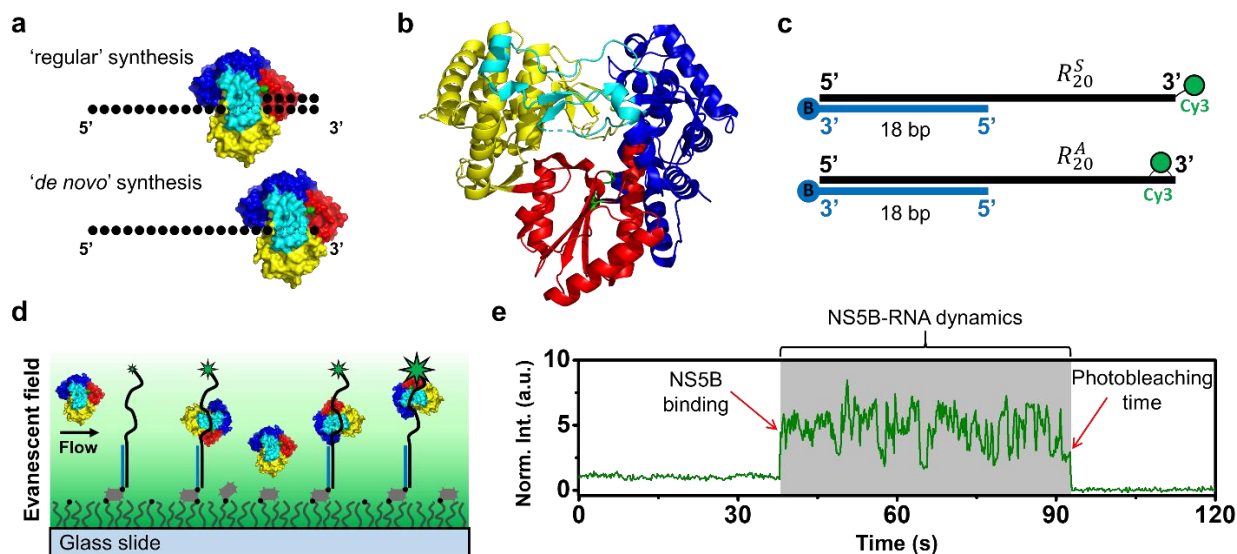 a
'regular' synthesis
5' 3'
'de novo' synthesis
5' 3'
b
c
5' R₂₀ˢ 3'
Cy3
B
3' 18 bp 5'
5' R₂₀ᴬ 3'
Cy3
B
3' 18 bp 5'
d
Evanescent field
Flow
Glass slide
e
NS5B-RNA dynamics
NS5B binding
Photobleaching time
Norm. Int. (a.u.)
10
5
0
0 30 60 90 120
Time (s)